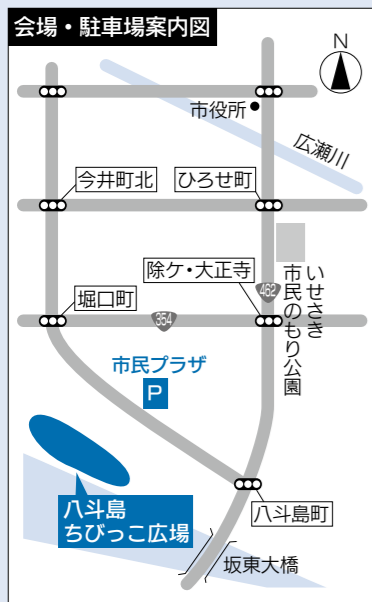 会場・駐車場案内図
N
市役所
広瀬川
今井町北
ひろせ町
除ケ・大正寺
いせさき
市民のもり公園
462
堀口町
354
市民プラザ
P
八斗島
ちびっこ広場
八斗島町
坂東大橋